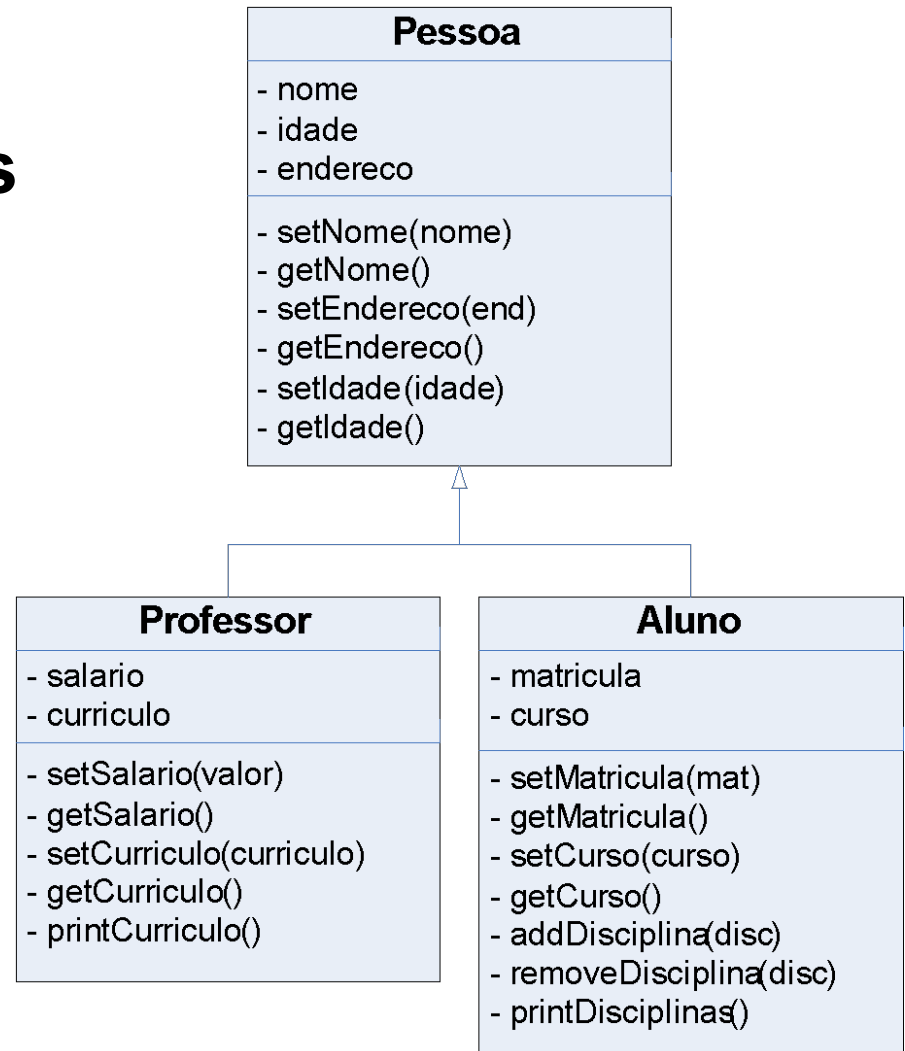 s
Pessoa
- nome
- idade
- endereco
- setNome(nome)
- getNome()
- setEndereco(end)
- getEndereco()
- setIdade(idade)
- getIdade()
Professor
- salario
- curriculo
- setSalario(valor)
- getSalario()
- setCurriculo(curriculo)
- getCurriculo()
- printCurriculo()
Aluno
- matricula
- curso
- setMatricula(mat)
- getMatricula()
- setCurso(curso)
- getCurso()
- addDisciplina(disc)
- removeDisciplina(disc)
- printDisciplinas()